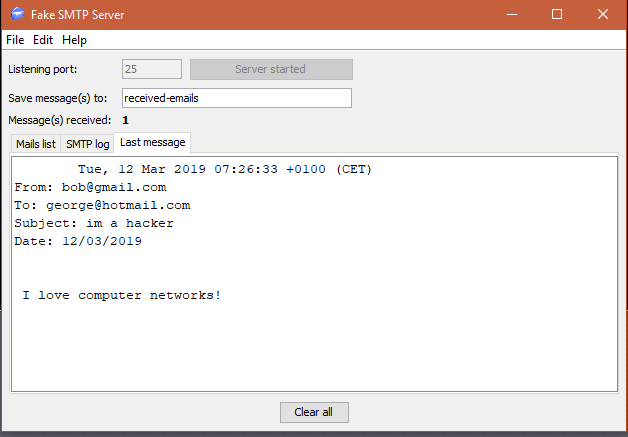 Fake SMTP Server
File Edit Help
Listening port: 25 Server started
Save message(s) to: received-emails
Message(s) received: 1
Mails list SMTP log Last message
Tue, 12 Mar 2019 07:26:33 +0100 (CET)
From: bob@gmail.com
To: george@hotmail.com
Subject: im a hacker
Date: 12/03/2019
I love computer networks!
Clear all